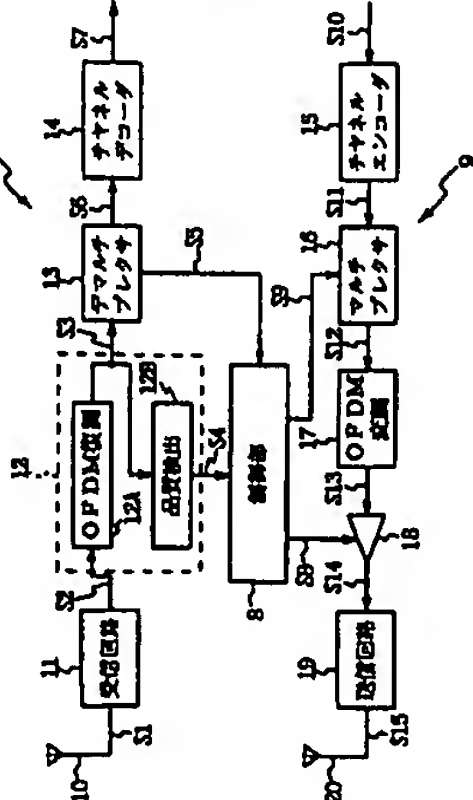 10
S1
11
受信回路
S2
12
OFDM復調
12A
品質検出
12B
S3
S4
13
デマルチ
プレクサ
S5
S6
14
チャネル
デコーダ
S7
8
制御部
S8
S9
9
S10
15
チャネル
エンコーダ
S11
16
マルチ
プレクサ
S12
17
OFDM
変調
S13
18
S14
19
送信回路
S15
20